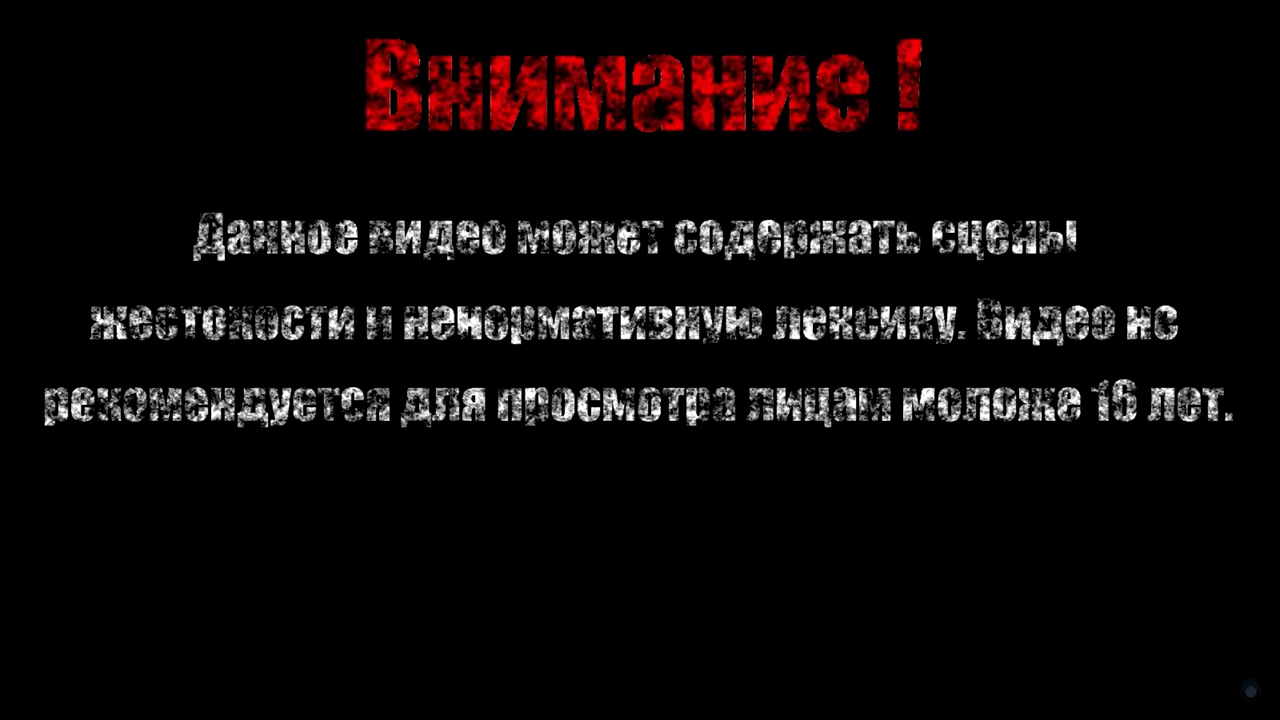 Внимание !
Данное видео может содержать сцены
жестокости и ненормативную лексику. Видео не
рекомендуется для просмотра лицам моложе 16 лет.